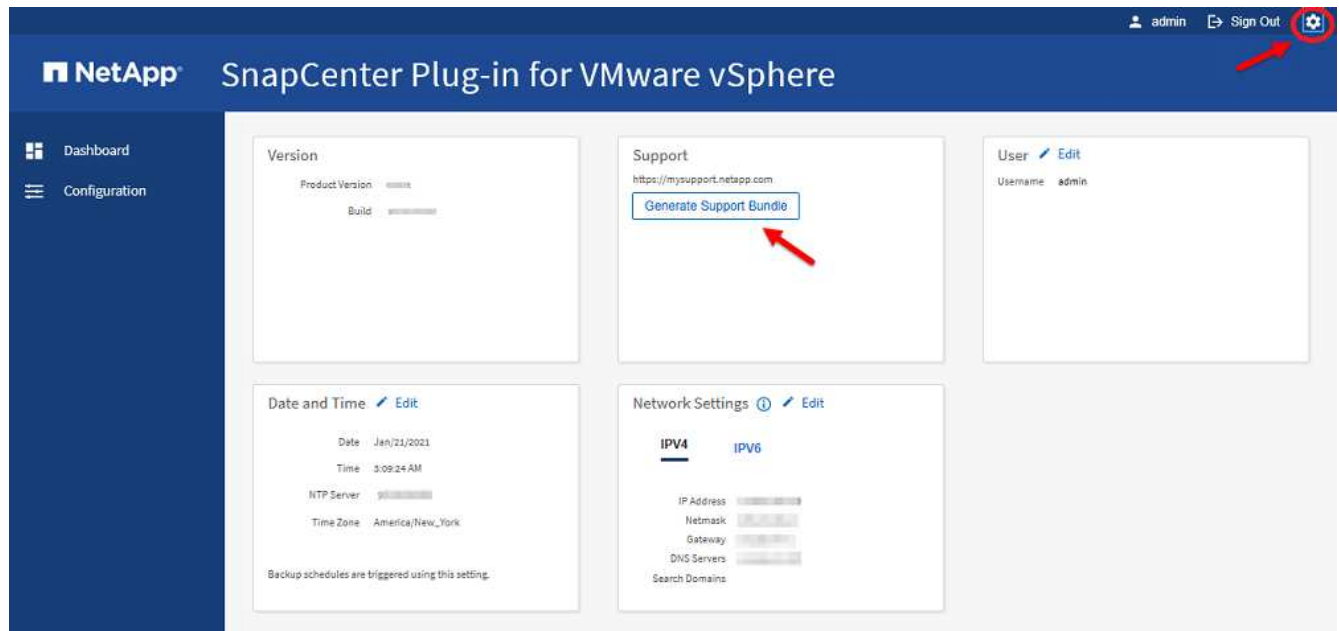 admin Sign Out
NetApp SnapCenter Plug-in for VMware vSphere
Dashboard
Configuration
Version
Product Version
Build
Support
https://mysupport.netapp.com
Generate Support Bundle
User Edit
Username admin
Date and Time Edit
Date Jan/21/2021
Time 3:09:24 AM
NTP Server
Time Zone America/New_York
Backup schedules are triggered using this setting.
Network Settings Edit
IPV4 IPV6
IP Address
Netmask
Gateway
DNS Servers
Search Domains